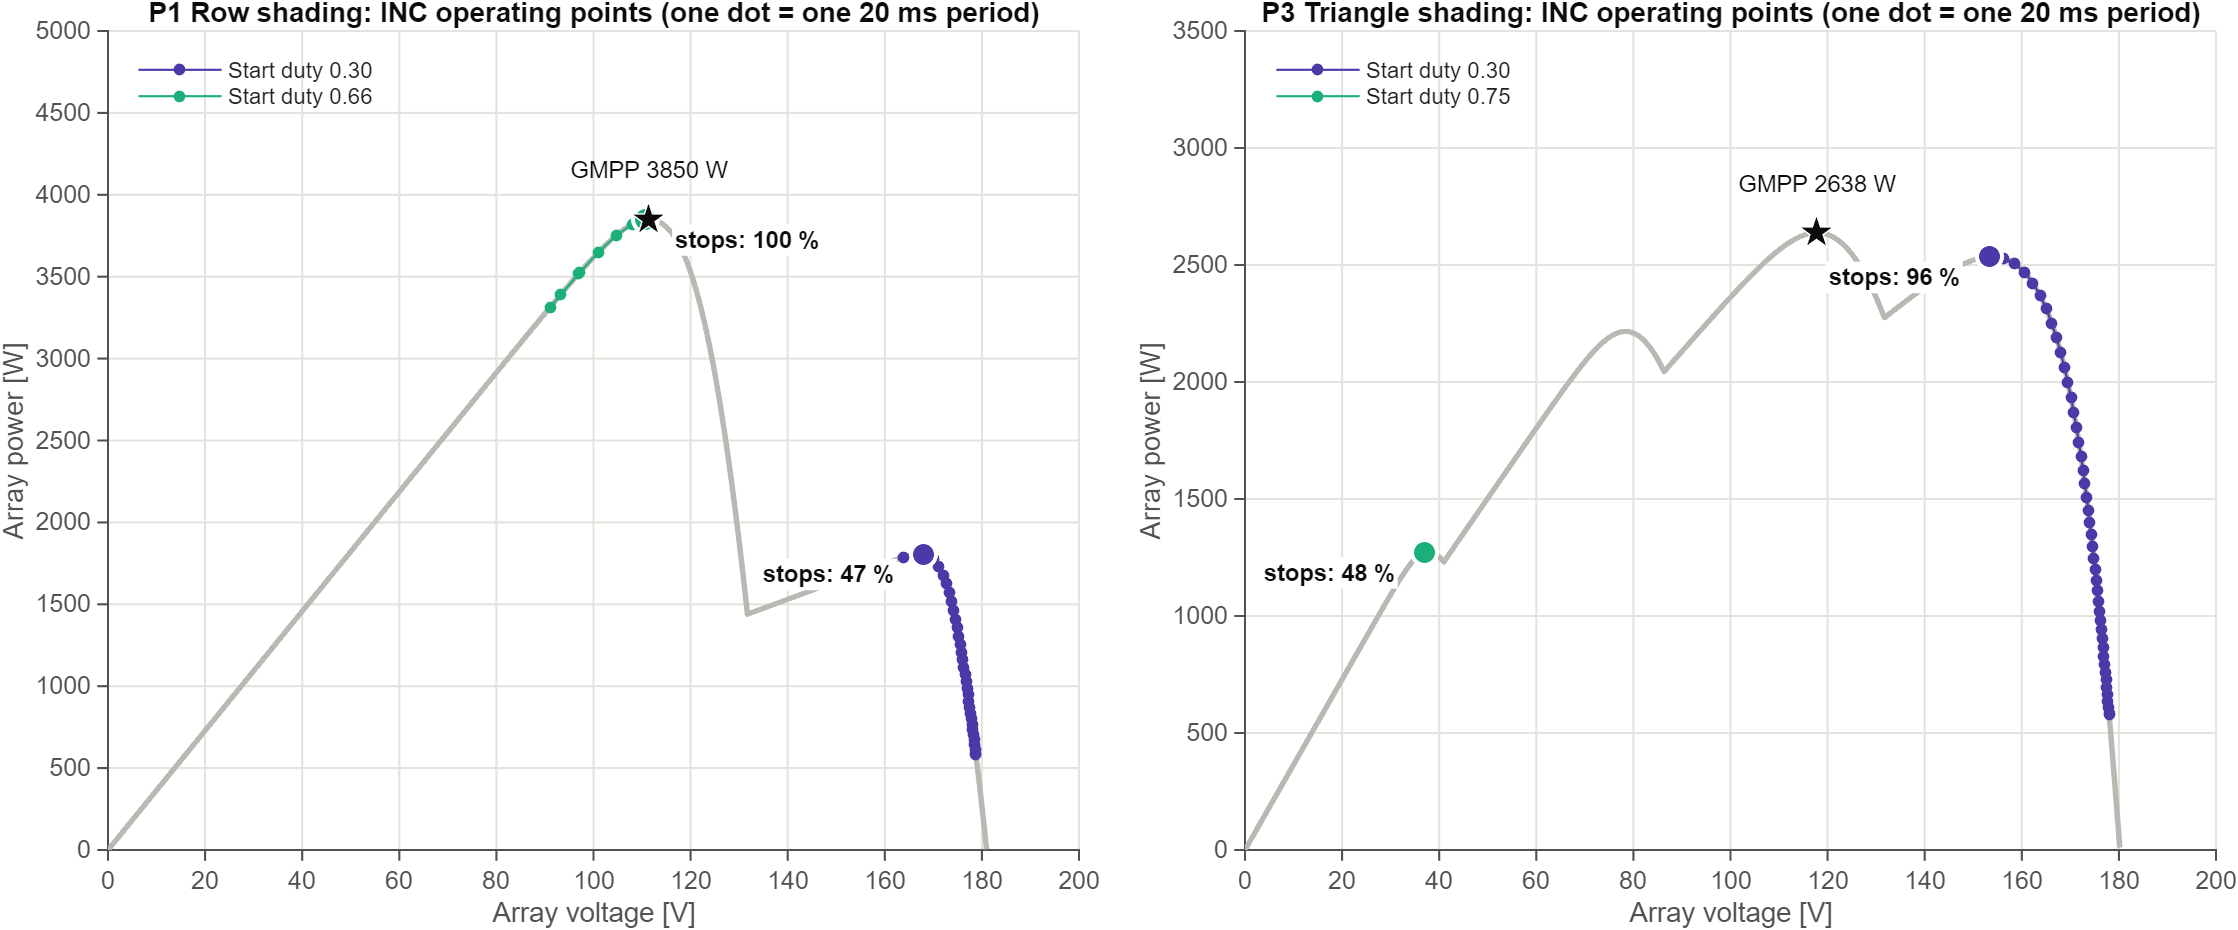 P1 Row shading: INC operating points (one dot = one 20 ms period)
5000
4500
4000
3500
3000
2500
2000
1500
1000
500
0
Array power [W]
Start duty 0.30
Start duty 0.66
GMPP 3850 W
stops: 100 %
stops: 47 %
0 20 40 60 80 100 120 140 160 180 200
Array voltage [V]
P3 Triangle shading: INC operating points (one dot = one 20 ms period)
3500
3000
2500
2000
1500
1000
500
0
Array power [W]
Start duty 0.30
Start duty 0.75
GMPP 2638 W
stops: 96 %
stops: 48 %
0 20 40 60 80 100 120 140 160 180 200
Array voltage [V]